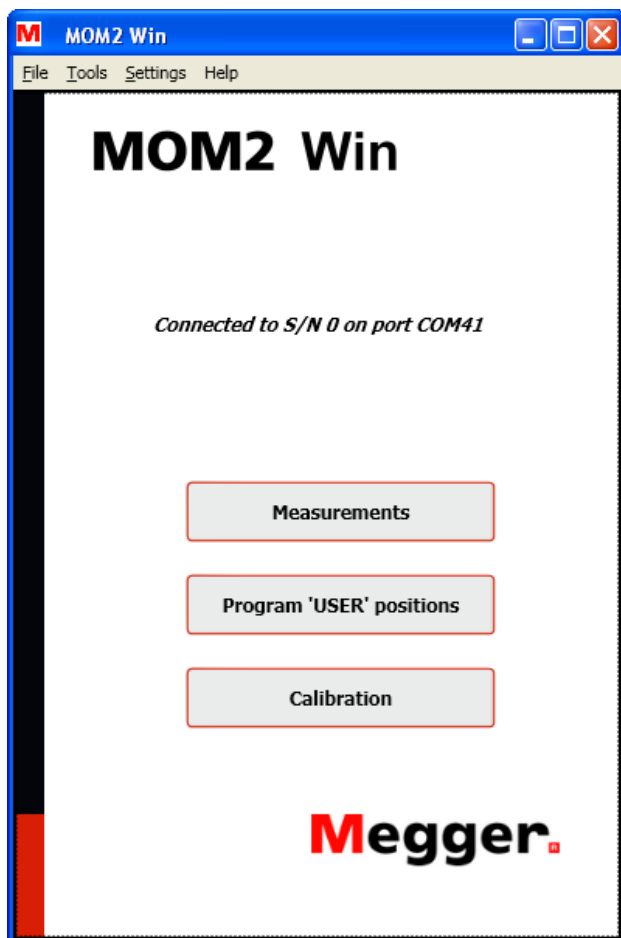 M MOM2 Win
File Tools Settings Help
MOM2 Win
Connected to S/N 0 on port COM41
Measurements
Program 'USER' positions
Calibration
Megger.